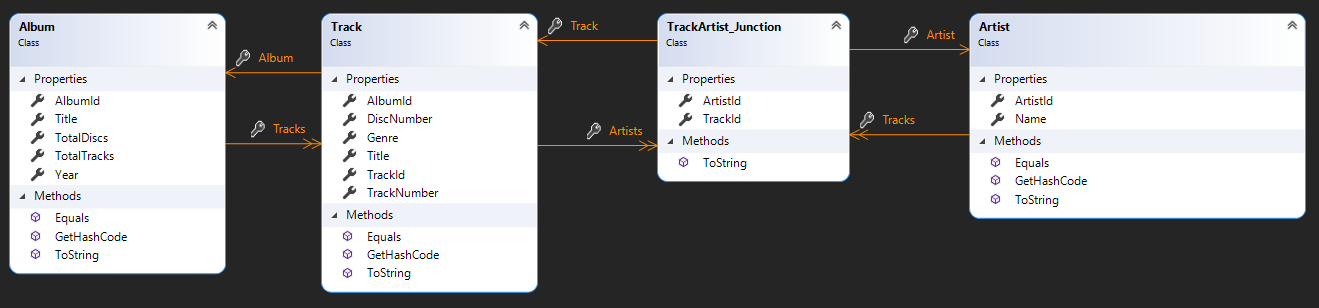 Album
Class
Properties
AlbumId
Title
TotalDiscs
TotalTracks
Year
Methods
Equals
GetHashCode
ToString
Album
Tracks
Track
Class
Properties
AlbumId
DiscNumber
Genre
Title
TrackId
TrackNumber
Methods
Equals
GetHashCode
ToString
Track
Artists
TrackArtist_Junction
Class
Properties
ArtistId
TrackId
Methods
ToString
Artist
Tracks
Artist
Class
Properties
ArtistId
Name
Methods
Equals
GetHashCode
ToString